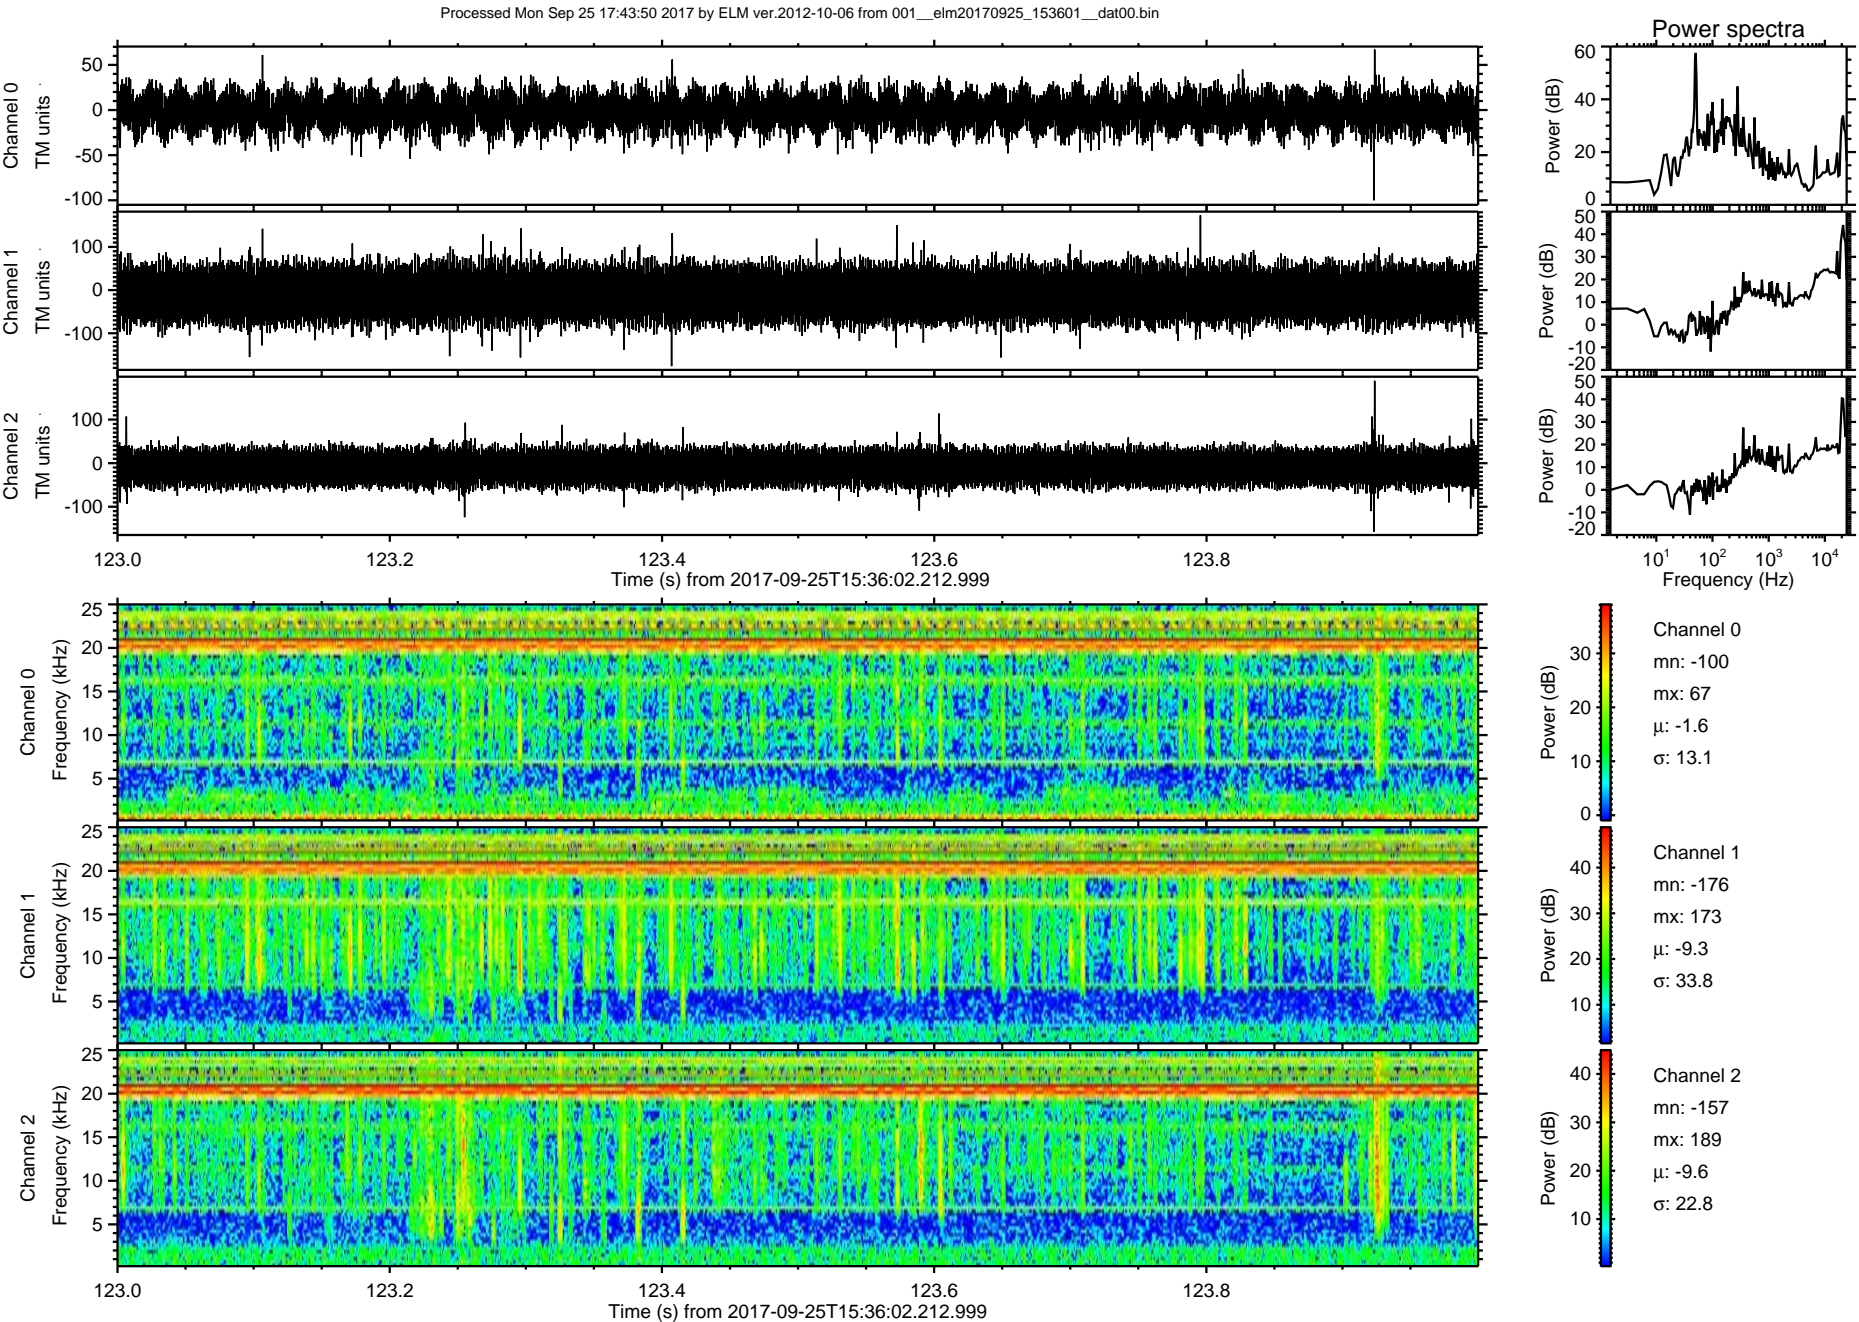 Processed Mon Sep 25 17:43:50 2017 by ELM ver.2012-10-06 from 001__elm20170925_153601__dat00.bin
Power spectra
Channel 0
TM units
50
0
-50
-100
Power (dB)
60
40
20
0
Channel 1
TM units
100
0
-100
Power (dB)
50
40
30
20
10
0
-10
-20
Channel 2
TM units
100
0
-100
Power (dB)
50
40
30
20
10
0
-10
-20
123.0 123.2 123.4 123.6 123.8
Time (s) from 2017-09-25T15:36:02.212.999
10^1 10^2 10^3 10^4
Frequency (Hz)
Channel 0
Frequency (kHz)
25
20
15
10
5
Power (dB)
30
20
10
0
Channel 0
mn: -100
mx: 67
µ: -1.6
σ: 13.1
Channel 1
Frequency (kHz)
25
20
15
10
5
Power (dB)
40
30
20
10
Channel 1
mn: -176
mx: 173
µ: -9.3
σ: 33.8
Channel 2
Frequency (kHz)
25
20
15
10
5
Power (dB)
40
30
20
10
Channel 2
mn: -157
mx: 189
µ: -9.6
σ: 22.8
123.0 123.2 123.4 123.6 123.8
Time (s) from 2017-09-25T15:36:02.212.999